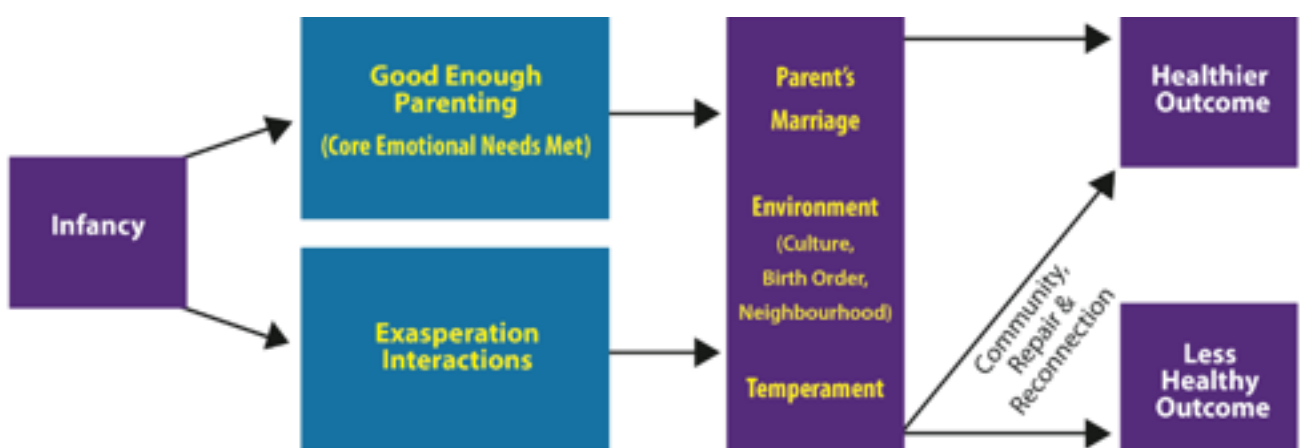 Infancy
Good Enough
Parenting
(Core Emotional Needs Met)
Exasperation
Interactions
Parent's
Marriage
Environment
(Culture,
Birth Order,
Neighbourhood)
Temperament
Community,
Repair &
Reconnection
Healthier
Outcome
Less
Healthy
Outcome